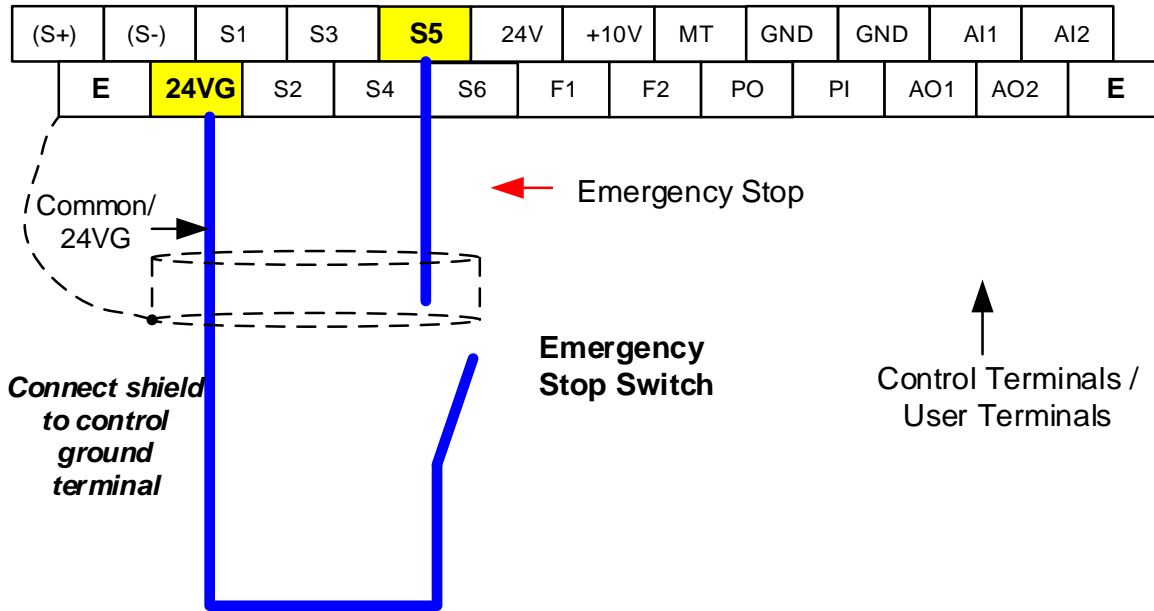 (S+) (S-) S1 S3 S5 24V +10V MT GND GND AI1 AI2
E 24VG S2 S4 S6 F1 F2 PO PI AO1 AO2 E
Common/
24VG
Emergency Stop
Emergency
Stop Switch
Connect shield
to control
ground
terminal
Control Terminals /
User Terminals